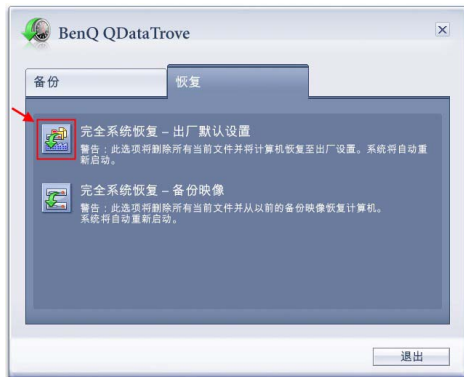 BenQ QDataTrove
备份
恢复
完全系统恢复 – 出厂默认设置
警告：此选项将删除所有当前文件并将计算机恢复至出厂设置。系统将自动重
新启动。
完全系统恢复 – 备份映像
警告：此选项将删除所有当前文件并从以前的备份映像恢复计算机。
系统将自动重新启动。
退出